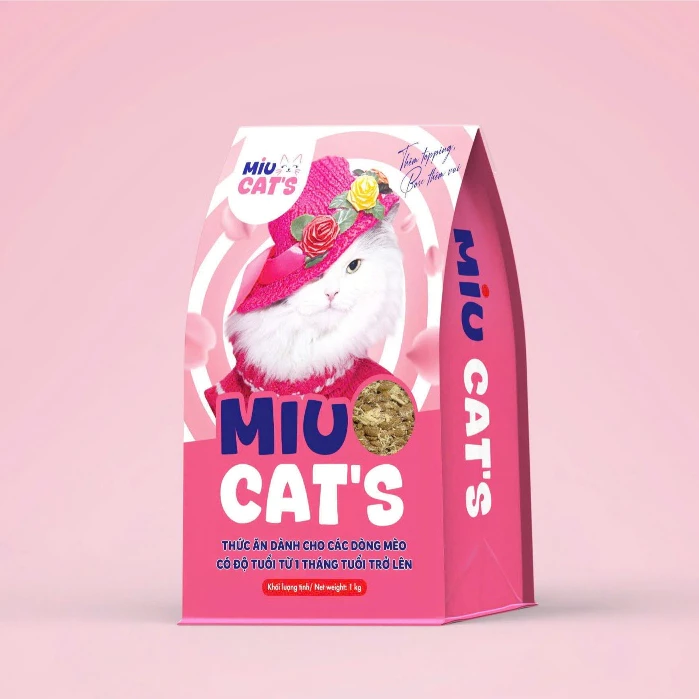 MIU
CAT'S
Thêm topping,
Boss thêm vui
MIU
CAT'S
THỨC ĂN DÀNH CHO CÁC DÒNG MÈO
CÓ ĐỘ TUỔI TỪ 1 THÁNG TUỔI TRỞ LÊN
Khối lượng tịnh/ Net weight: 1 kg
MIU CAT'S